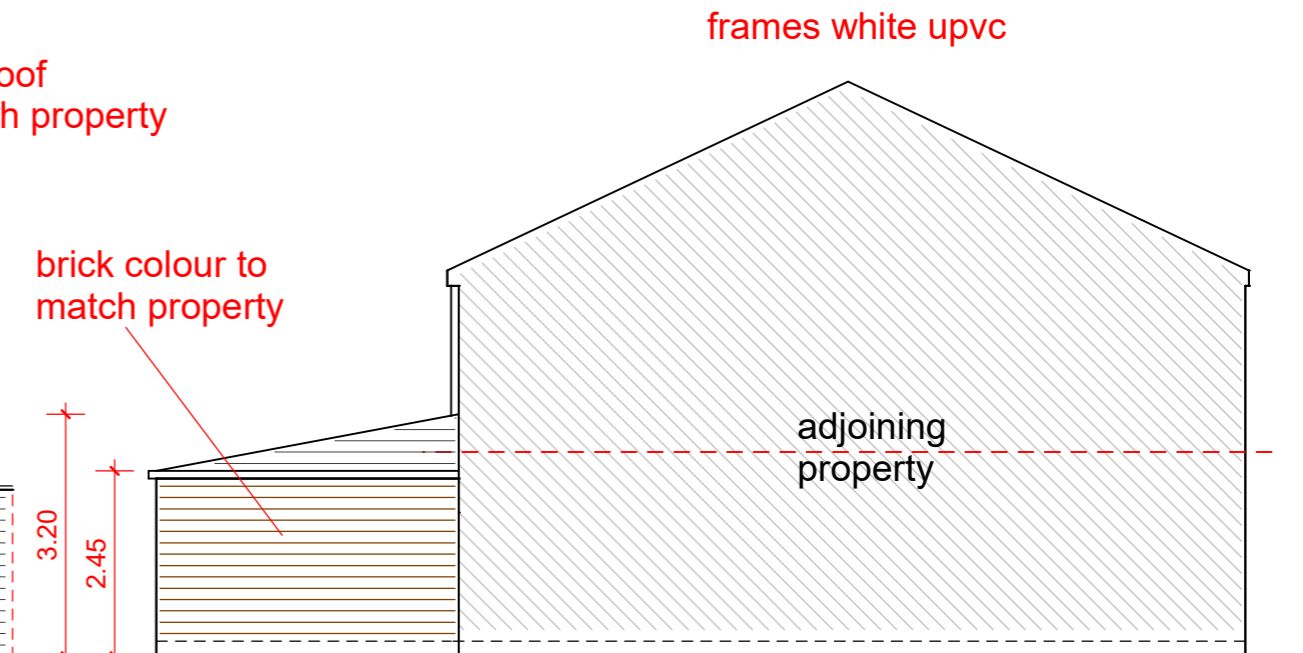 frames white upvc
oof
h property
brick colour to
match property
adjoining
property
3.20
2.45